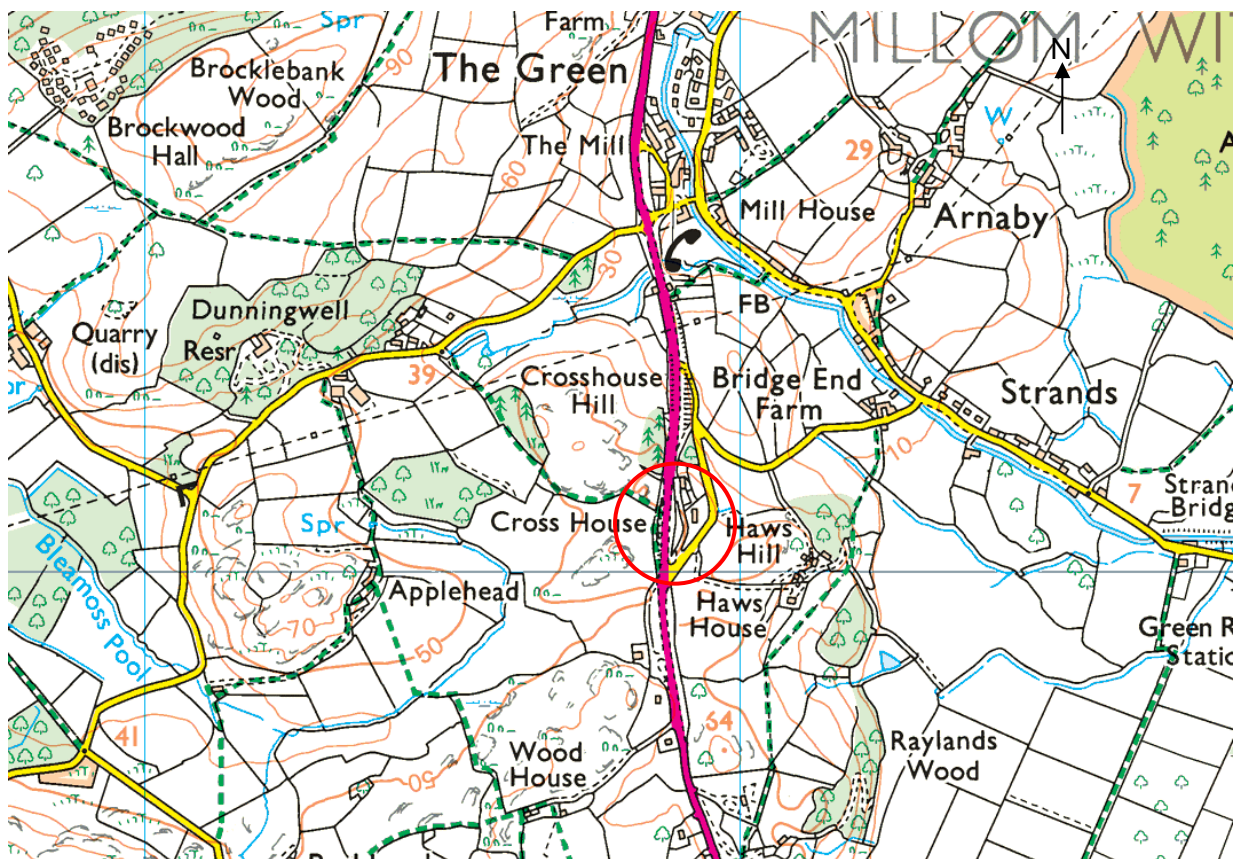 Spr
Farm
MILLOM WIT
N
90
The Green
Brocklebank
Wood
Brockwood
Hall
The Mill
29
W
A
60
Mill House
Arnaby
30
Dunningwell
FB
Quarry
(dis)
Resr
39
Crosshouse
Hill
Bridge End
Farm
Strands
10
7
Strand
Bridg
Spr
Cross House
Haws
Hill
Bleamoss Pool
Applehead
Haws
House
70
50
Green R
Static
64
41
Wood
House
Raylands
Wood
50